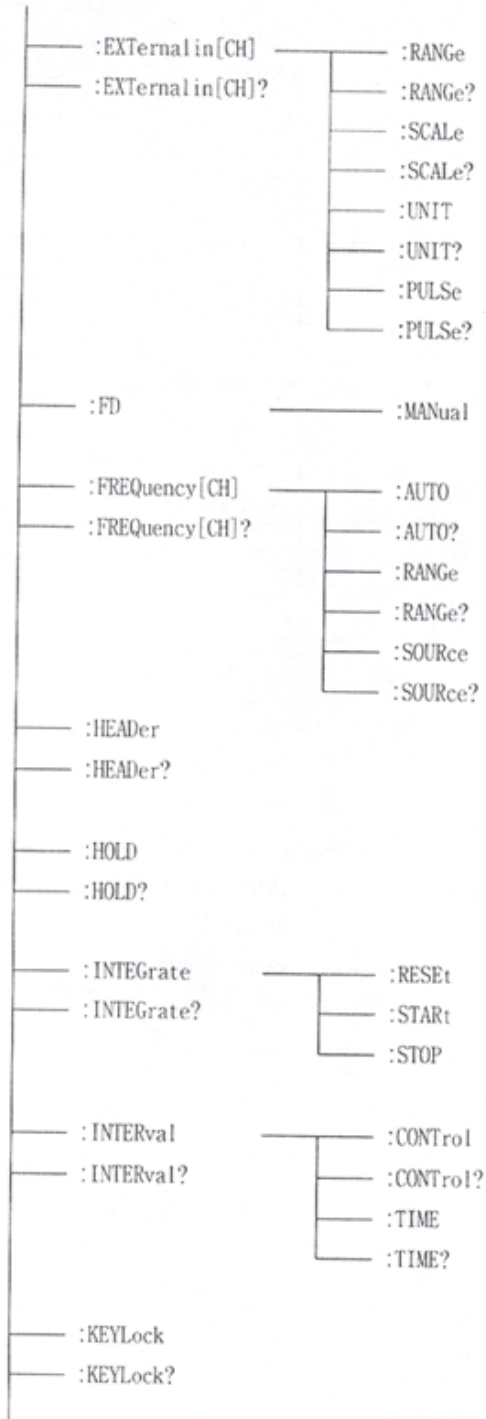 :EXTernalin[CH] :RANGe
:EXTernalin[CH]? :RANGe?
:SCALe
:SCALe?
:UNIT
:UNIT?
:PULSe
:PULSe?
:FD :MANual
:FREQuency[CH] :AUTO
:FREQuency[CH]? :AUTO?
:RANGe
:RANGe?
:SOURce
:SOURce?
:HEADer
:HEADer?
:HOLD
:HOLD?
:INTEGrate :RESEt
:INTEGrate? :STARt
:STOP
:INTERval :CONTrol
:INTERval? :CONTrol?
:TIME
:TIME?
:KEYLock
:KEYLock?